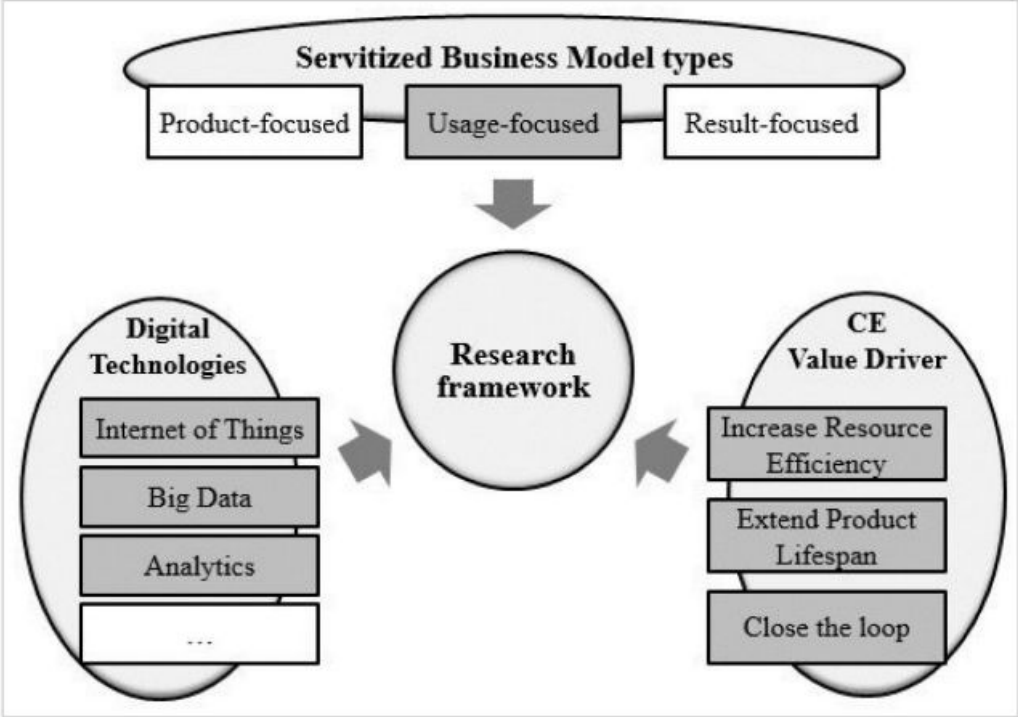 Servitized Business Model types
Product-focused
Usage-focused
Result-focused
Digital
Technologies
Internet of Things
Big Data
Analytics
...
Research
framework
CE
Value Driver
Increase Resource
Efficiency
Extend Product
Lifespan
Close the loop